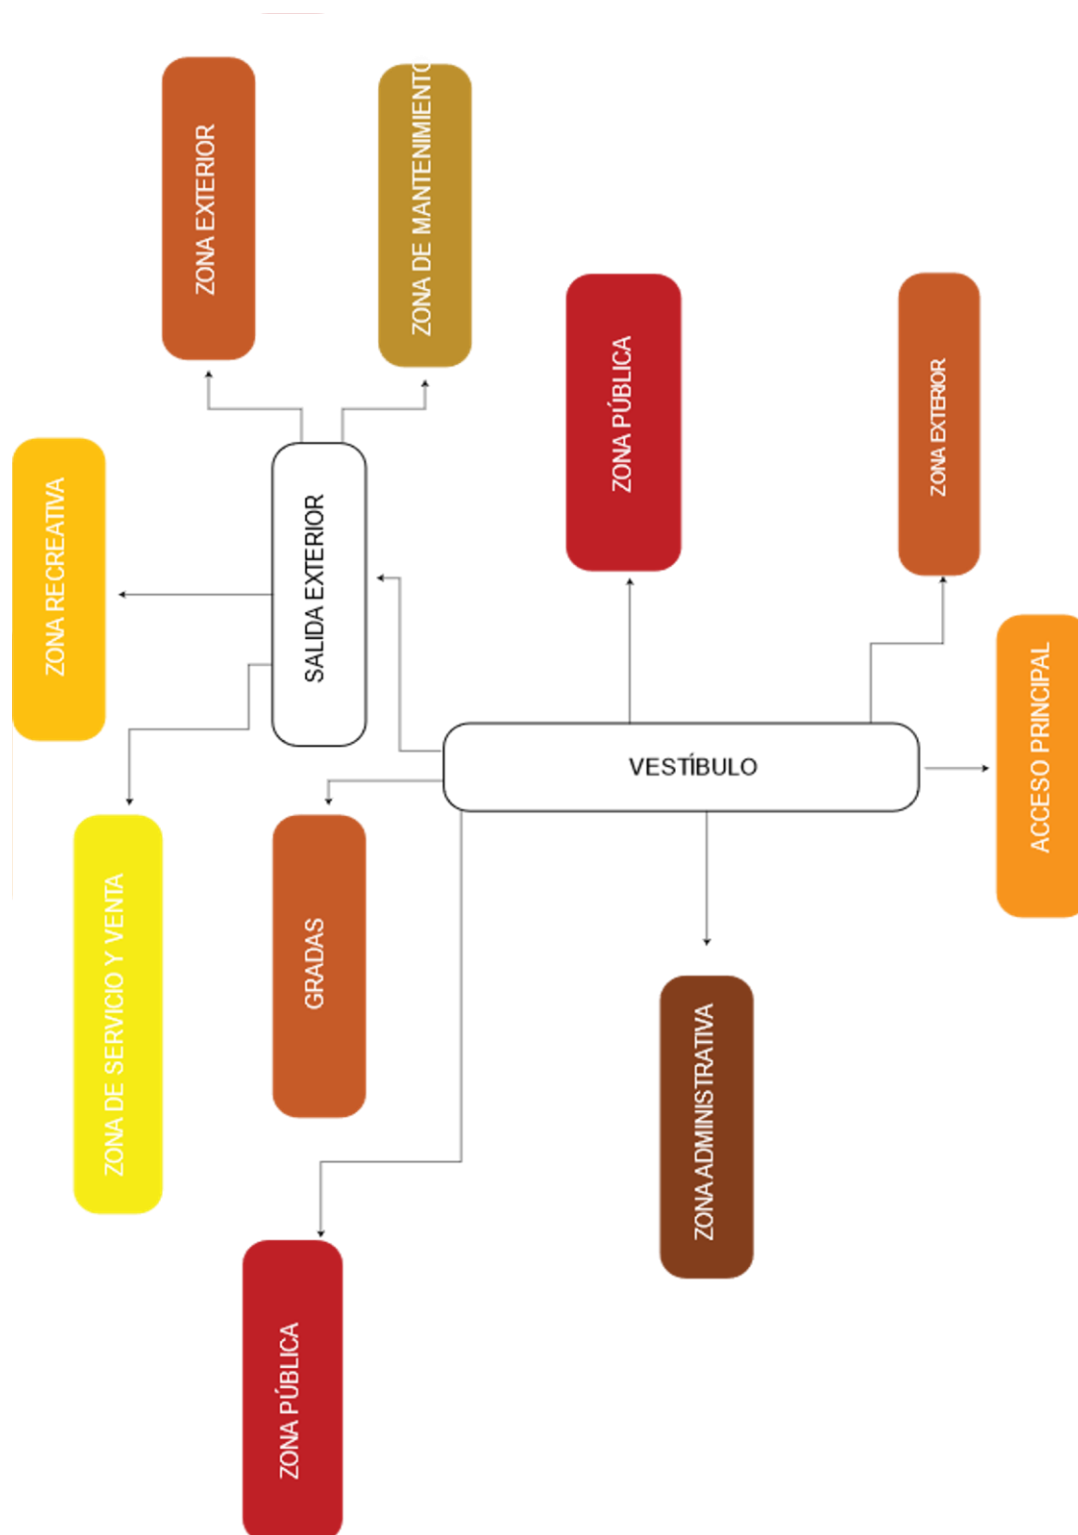 ZONA EXTERIOR
ZONA DE MANTENIMIENTO
ZONA PÚBLICA
ZONA EXTERIOR
ZONA RECREATIVA
SALIDA EXTERIOR
VESTÍBULO
ACCESO PRINCIPAL
ZONA DE SERVICIO Y VENTA
GRADAS
ZONA ADMINISTRATIVA
ZONA PÚBLICA